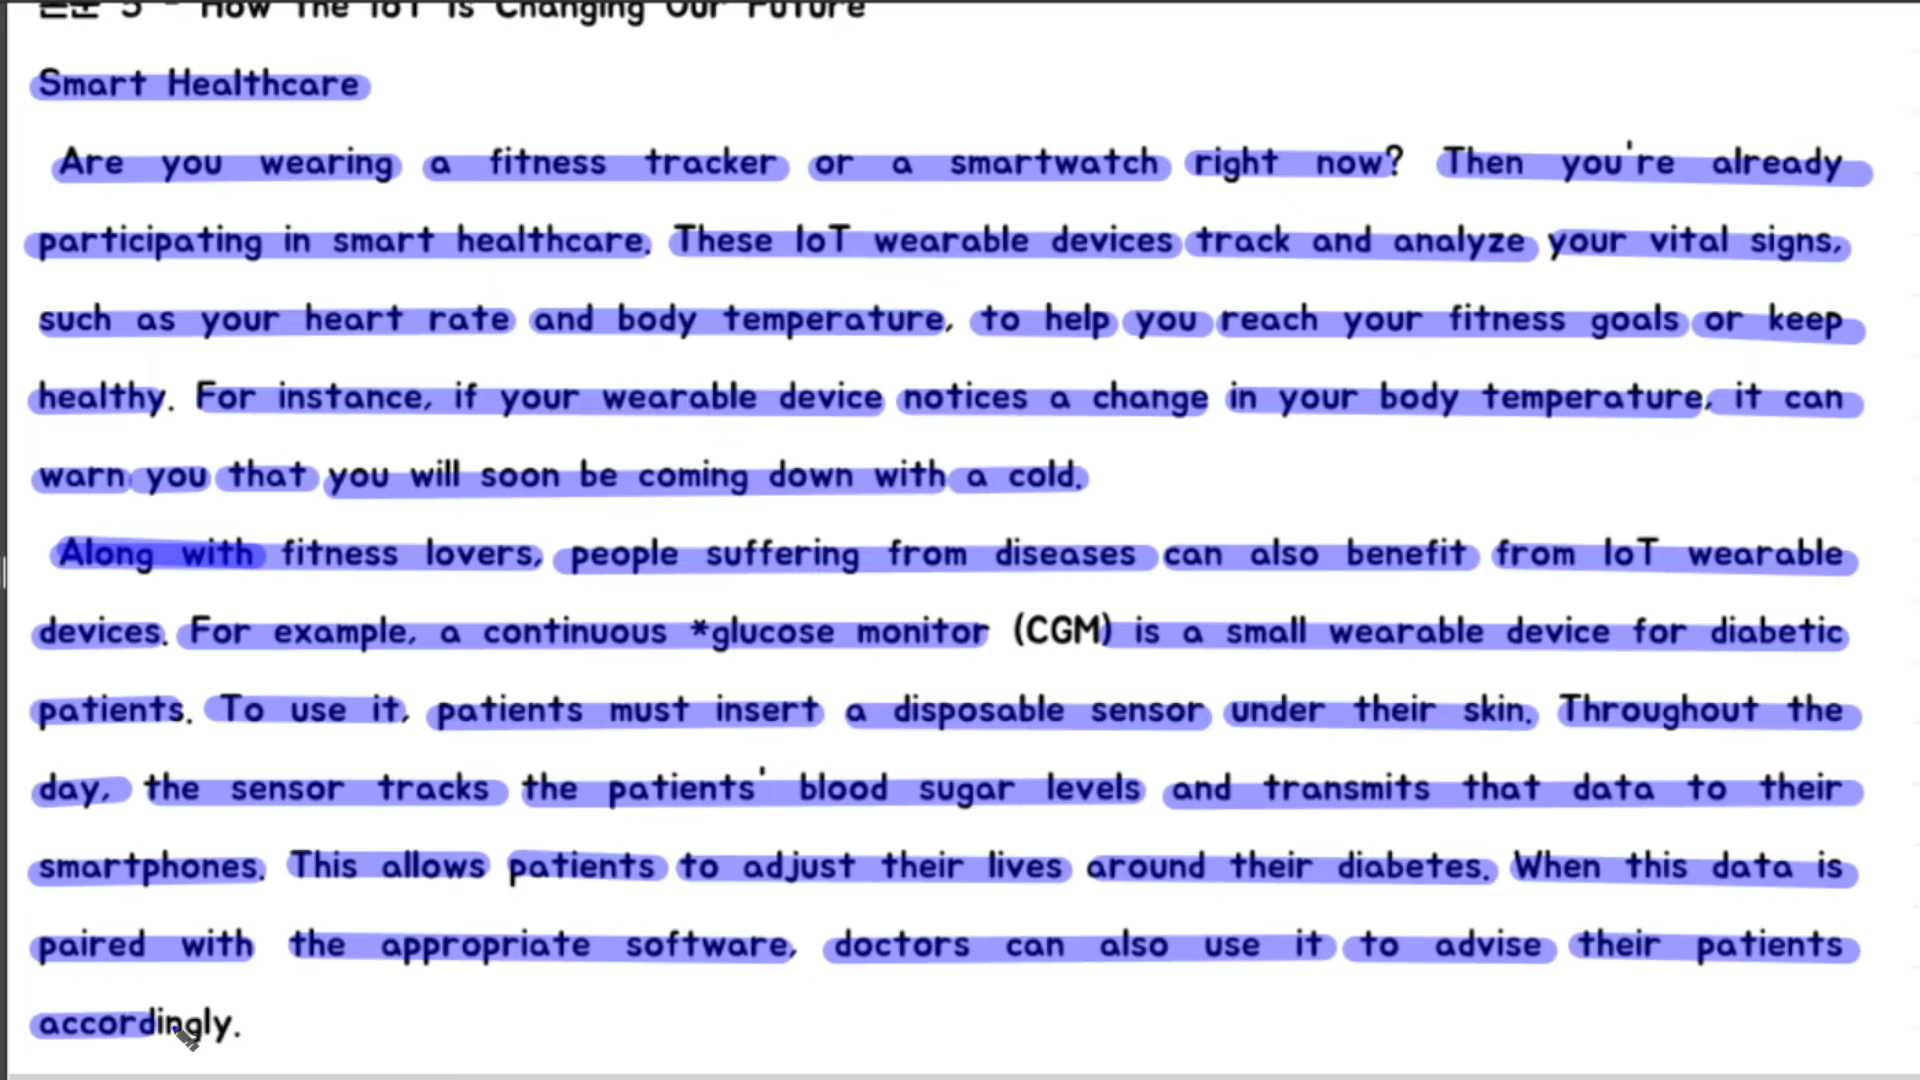 5 - How the IoT Is Changing Our Future
Smart Healthcare
Are you wearing a fitness tracker or a smartwatch right now? Then you're already
participating in smart healthcare. These IoT wearable devices track and analyze your vital signs,
such as your heart rate and body temperature, to help you reach your fitness goals or keep
healthy. For instance, if your wearable device notices a change in your body temperature, it can
warn you that you will soon be coming down with a cold.
Along with fitness lovers, people suffering from diseases can also benefit from IoT wearable
devices. For example, a continuous *glucose monitor (CGM) is a small wearable device for diabetic
patients. To use it, patients must insert a disposable sensor under their skin. Throughout the
day, the sensor tracks the patients' blood sugar levels and transmits that data to their
smartphones. This allows patients to adjust their lives around their diabetes. When this data is
paired with the appropriate software, doctors can also use it to advise their patients
accordingly.